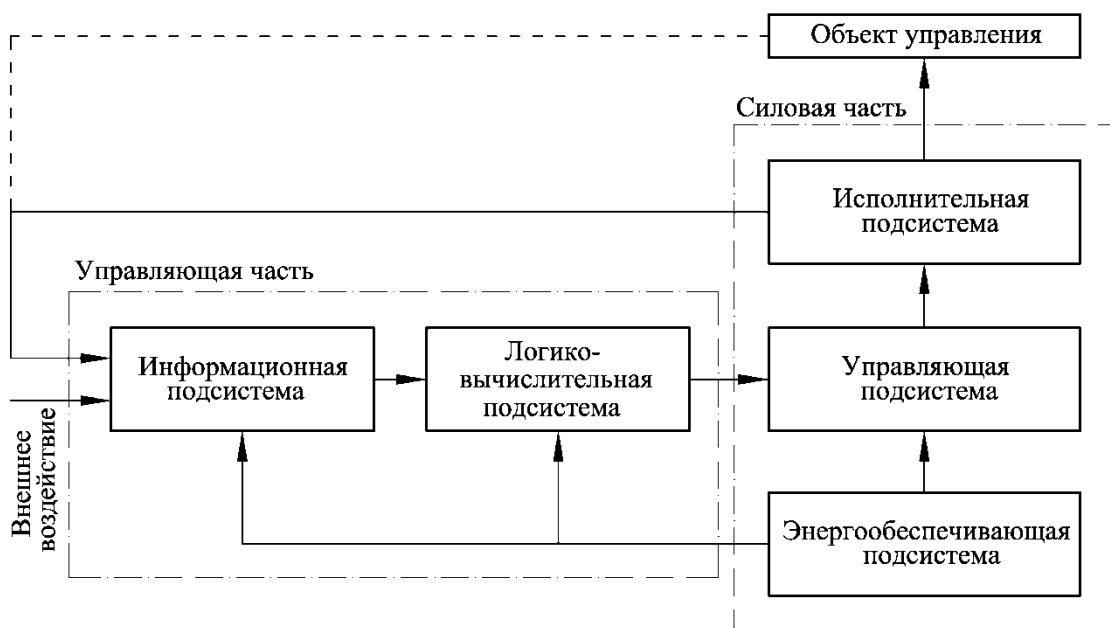 Объект управления
Силовая часть
Исполнительная
подсистема
Управляющая часть
Информационная
подсистема
Логико-
вычислительная
подсистема
Управляющая
подсистема
Внешнее
воздействие
Энергообеспечивающая
подсистема